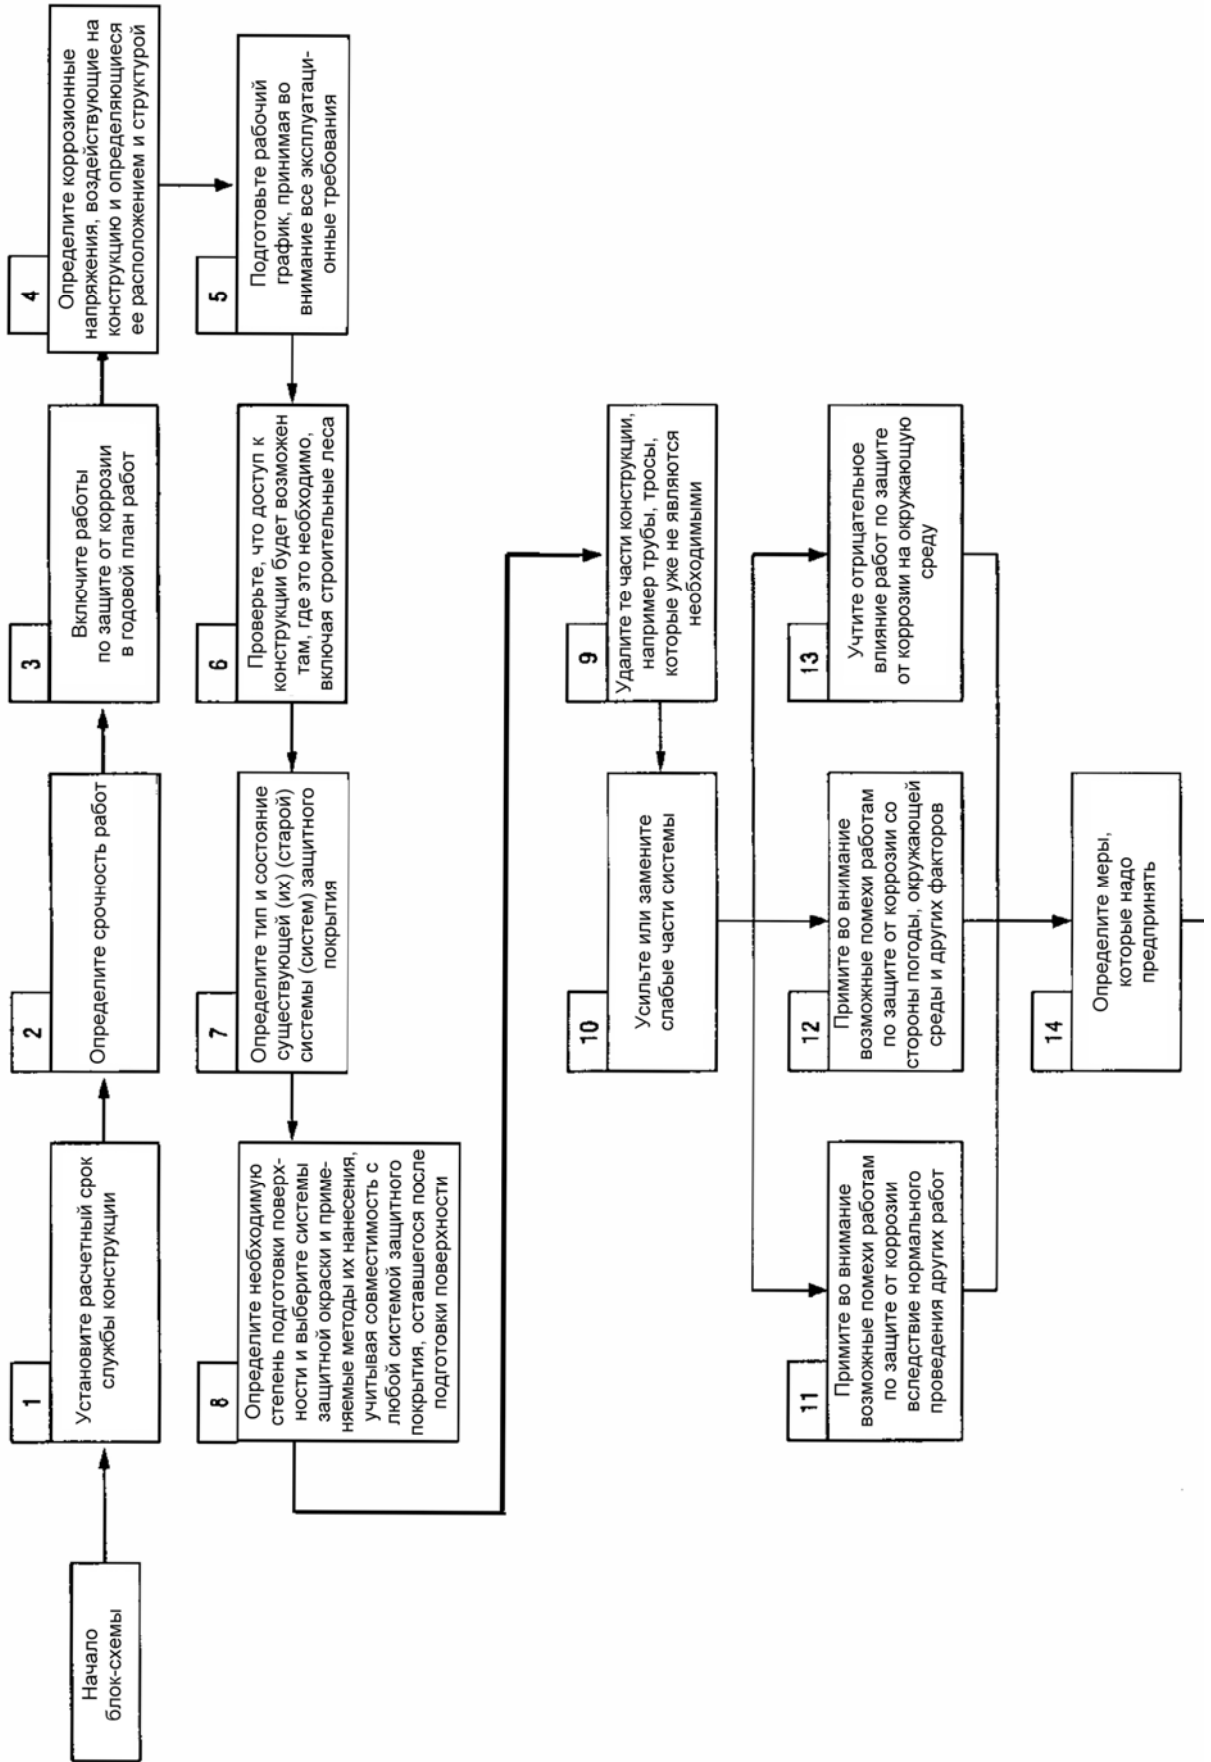 Начало
блок-схемы
1
Установите расчетный срок
службы конструкции
2
Определите срочность работ
3
Включите работы
по защите от коррозии
в годовой план работ
4
Определите коррозионные
напряжения, воздействующие на
конструкцию и определяющиеся
ее расположением и структурой
5
Подготовьте рабочий
график, принимая во
внимание все эксплуатаци-
онные требования
6
Проверьте, что доступ к
конструкции будет возможен
там, где это необходимо,
включая строительные леса
7
Определите тип и состояние
существующей (их) (старой)
системы (систем) защитного
покрытия
8
Определите необходимую
степень подготовки поверх-
ности и выберите системы
защитной окраски и приме-
няемые методы их нанесения,
учитывая совместимость с
любой системой защитного
покрытия, оставшегося после
подготовки поверхности
9
Удалите те части конструкции,
например трубы, тросы,
которые уже не являются
необходимыми
10
Усильте или замените
слабые части системы
11
Примите во внимание
возможные помехи работам
по защите от коррозии
вследствие нормального
проведения других работ
12
Примите во внимание
возможные помехи работам
по защите от коррозии со
стороны погоды, окружающей
среды и других факторов
13
Учтите отрицательное
влияние работ по защите
от коррозии на окружающую
среду
14
Определите меры,
которые надо
предпринять